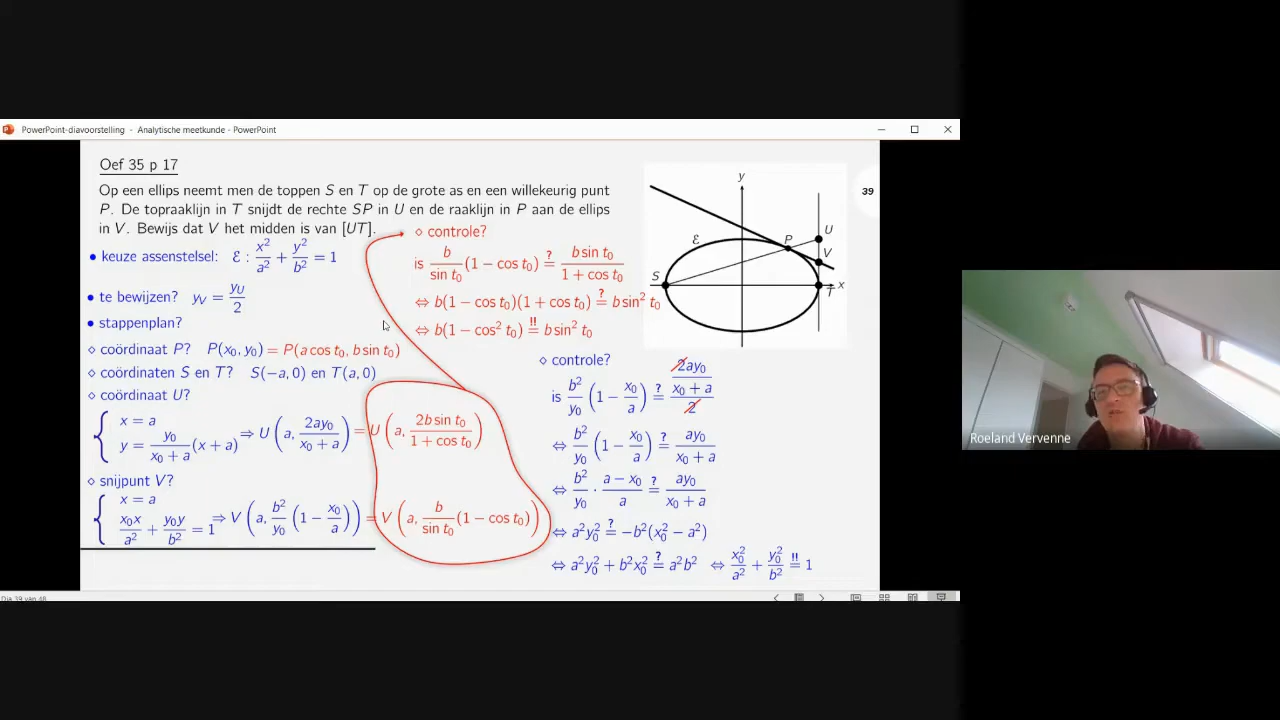 PowerPoint-diavoorstelling - Analytische meetkunde - PowerPoint
39
Oef 35 p 17
Op een ellips neemt men de toppen S en T op de grote as en een willekeurig punt
P. De topraaklijn in T snijdt de rechte SP in U en de raaklijn in P aan de ellips
in V. Bewijs dat V het midden is van [UT].
• keuze assenstelsel: ℰ : x²/a² + y²/b² = 1
• te bewijzen? y_V = y_U/2
• stappenplan?
⋄ coördinaat P? P(x₀, y₀) = P(a cos t₀, b sin t₀)
⋄ coördinaten S en T? S(−a, 0) en T(a, 0)
⋄ coördinaat U?
{ x = a
y = y₀/(x₀ + a) (x + a) ⇒ U (a, 2ay₀/(x₀ + a)) = U (a, 2b sin t₀/(1 + cos t₀))
⋄ snijpunt V?
{ x = a
x₀x/a² + y₀y/b² = 1 ⇒ V (a, b²/y₀ (1 − x₀/a)) = V (a, b/sin t₀ (1 − cos t₀))
⋄ controle?
is b/sin t₀ (1 − cos t₀) ?= b sin t₀/(1 + cos t₀)
⇔ b(1 − cos t₀)(1 + cos t₀) ?= b sin² t₀
⇔ b(1 − cos² t₀) !!= b sin² t₀
⋄ controle?
is b²/y₀ (1 − x₀/a) ?= (2ay₀/(x₀ + a))/2
⇔ b²/y₀ (1 − x₀/a) ?= ay₀/(x₀ + a)
⇔ b²/y₀ · (a − x₀)/a ?= ay₀/(x₀ + a)
⇔ a²y₀² ?= −b²(x₀² − a²)
⇔ a²y₀² + b²x₀² ?= a²b² ⇔ x₀²/a² + y₀²/b² !!= 1
y
ℰ
P
U
V
S
T
x
Dia 39 van 48
Roeland Vervenne